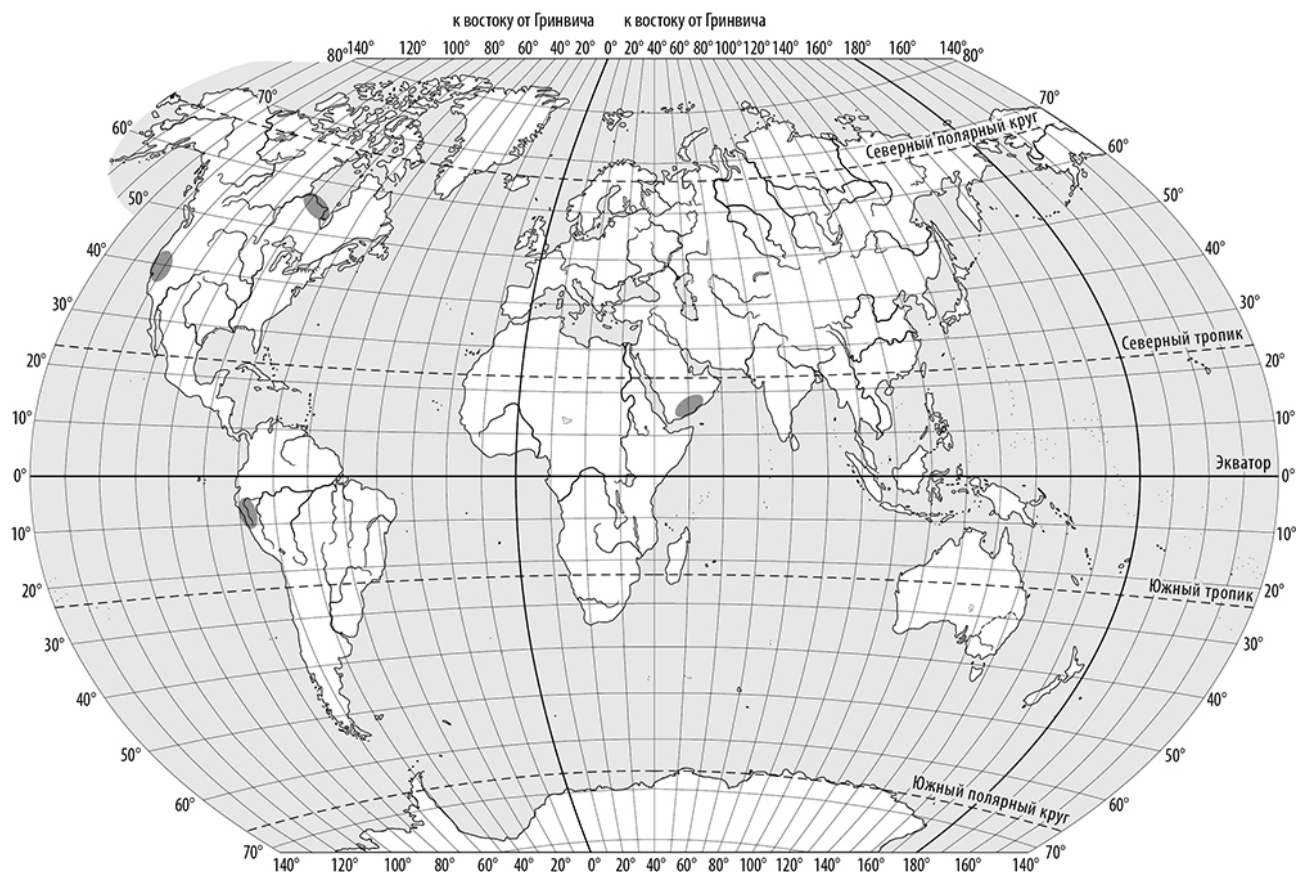 к востоку от Гринвича к востоку от Гринвича
80° 140° 120° 100° 80° 60° 40° 20° 0° 20° 40° 60° 80° 100° 120° 140° 160° 180° 160° 140° 80°
70° 70°
60° Северный полярный круг 60°
50° 50°
40° 40°
30° 30°
Северный тропик
20° 20°
10° 10°
Экватор
0° 0°
10° 10°
20° Южный тропик 20°
30° 30°
40° 40°
50° 50°
Южный полярный круг
60° 60°
70° 70°
140° 120° 100° 80° 60° 40° 20° 0° 20° 40° 60° 80° 100° 120° 140° 160° 180° 160° 140°